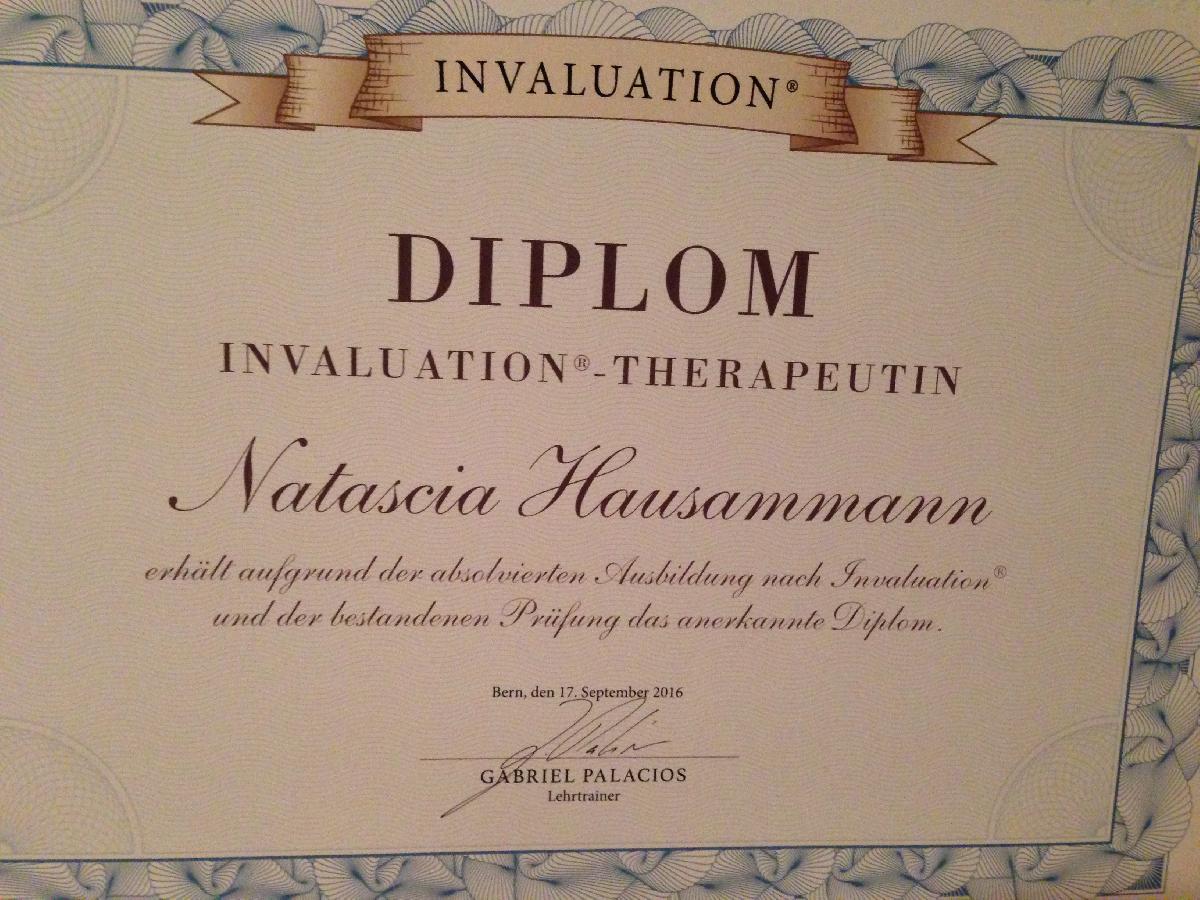 INVALUATION®
DIPLOM
INVALUATION®-THERAPEUTIN
Natascia Hausammann
erhält aufgrund der absolvierten Ausbildung nach Invaluation®
und der bestandenen Prüfung das anerkannte Diplom.
Bern, den 17. September 2016
GABRIEL PALACIOS
Lehrtrainer